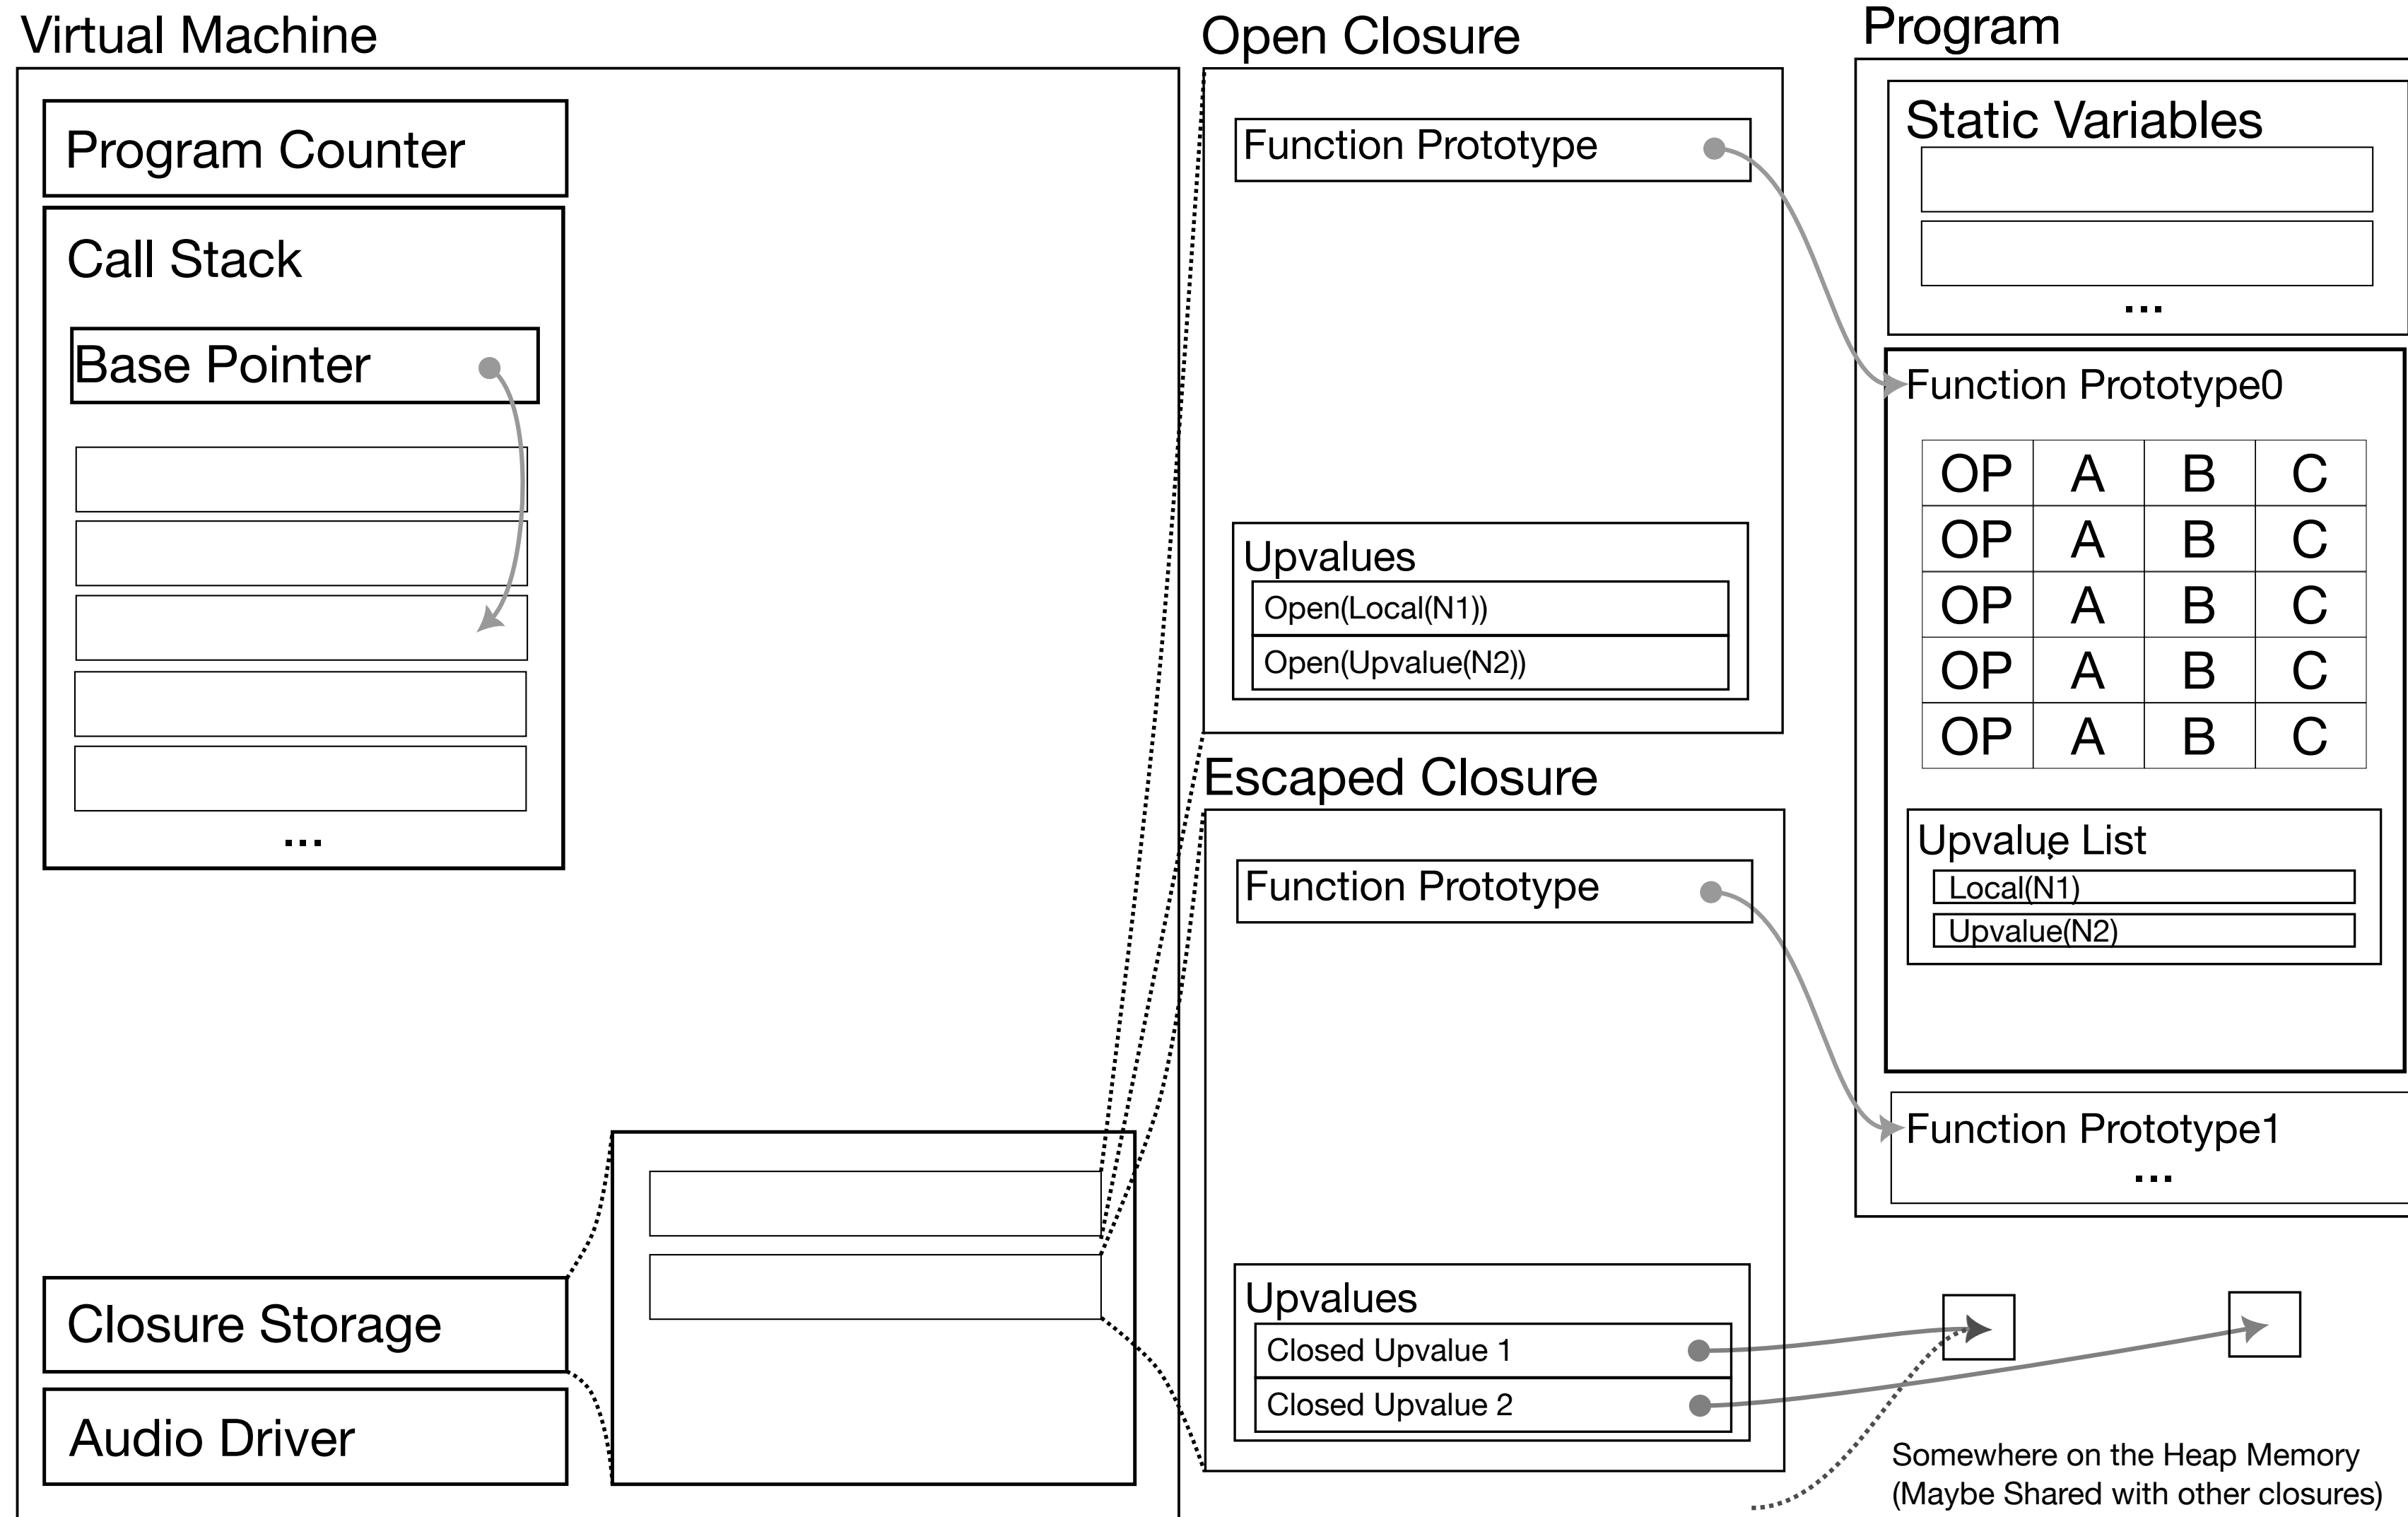 Virtual Machine
Program Counter
Call Stack
Base Pointer
...
Closure Storage
Audio Driver
Open Closure
Function Prototype
Upvalues
Open(Local(N1))
Open(Upvalue(N2))
Escaped Closure
Function Prototype
Upvalues
Closed Upvalue 1
Closed Upvalue 2
Program
Static Variables
...
Function Prototype0
OP A B C
OP A B C
OP A B C
OP A B C
OP A B C
Upvalue List
Local(N1)
Upvalue(N2)
Function Prototype1
...
Somewhere on the Heap Memory
(Maybe Shared with other closures)